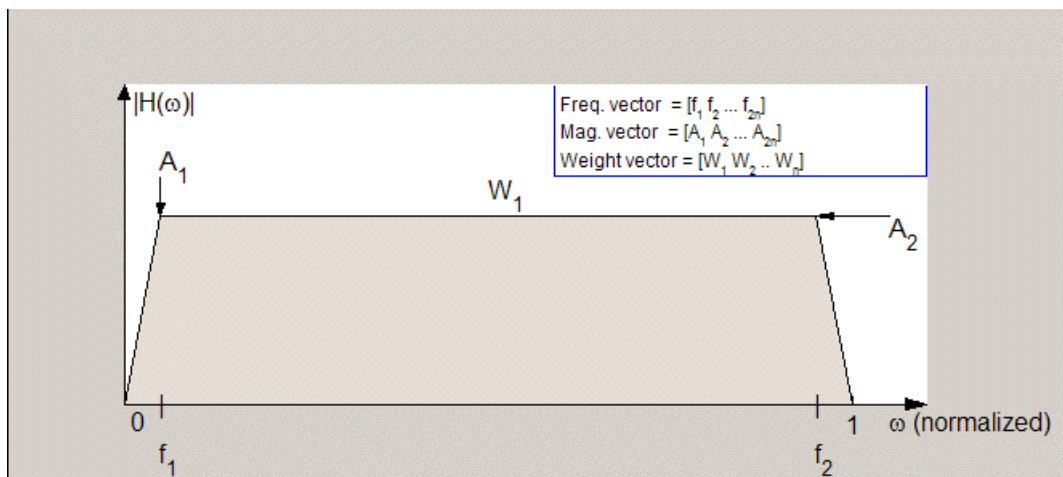 |H(ω)|
Freq. vector = [f₁ f₂ ... f₂ₙ]
Mag. vector = [A₁ A₂ ... A₂ₙ]
Weight vector = [W₁ W₂ .. Wₙ]
A₁
W₁
A₂
0
1
ω (normalized)
f₁
f₂